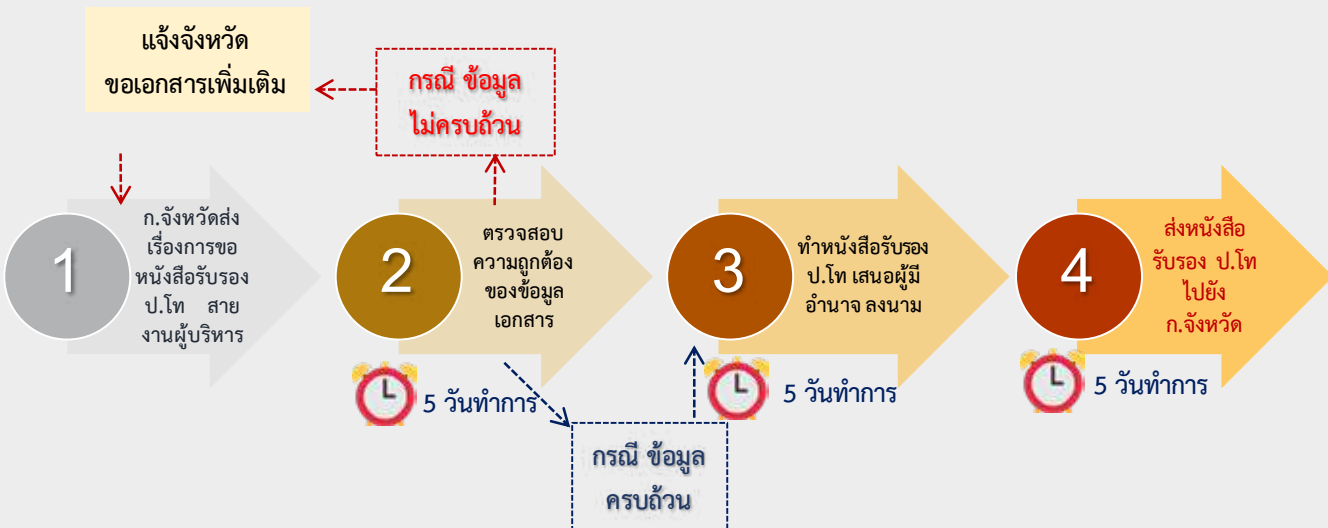 แจ้งจังหวัด
ขอเอกสารเพิ่มเติม
กรณี ข้อมูล
ไม่ครบถ้วน
1
ก.จังหวัดส่ง
เรื่องการขอ
หนังสือรับรอง
ป.โท สาย
งานผู้บริหาร
2
ตรวจสอบ
ความถูกต้อง
ของข้อมูล
เอกสาร
5 วันทำการ
กรณี ข้อมูล
ครบถ้วน
3
ทำหนังสือรับรอง
ป.โท เสนอผู้มี
อำนาจ ลงนาม
5 วันทำการ
4
ส่งหนังสือ
รับรอง ป.โท
ไปยัง
ก.จังหวัด
5 วันทำการ